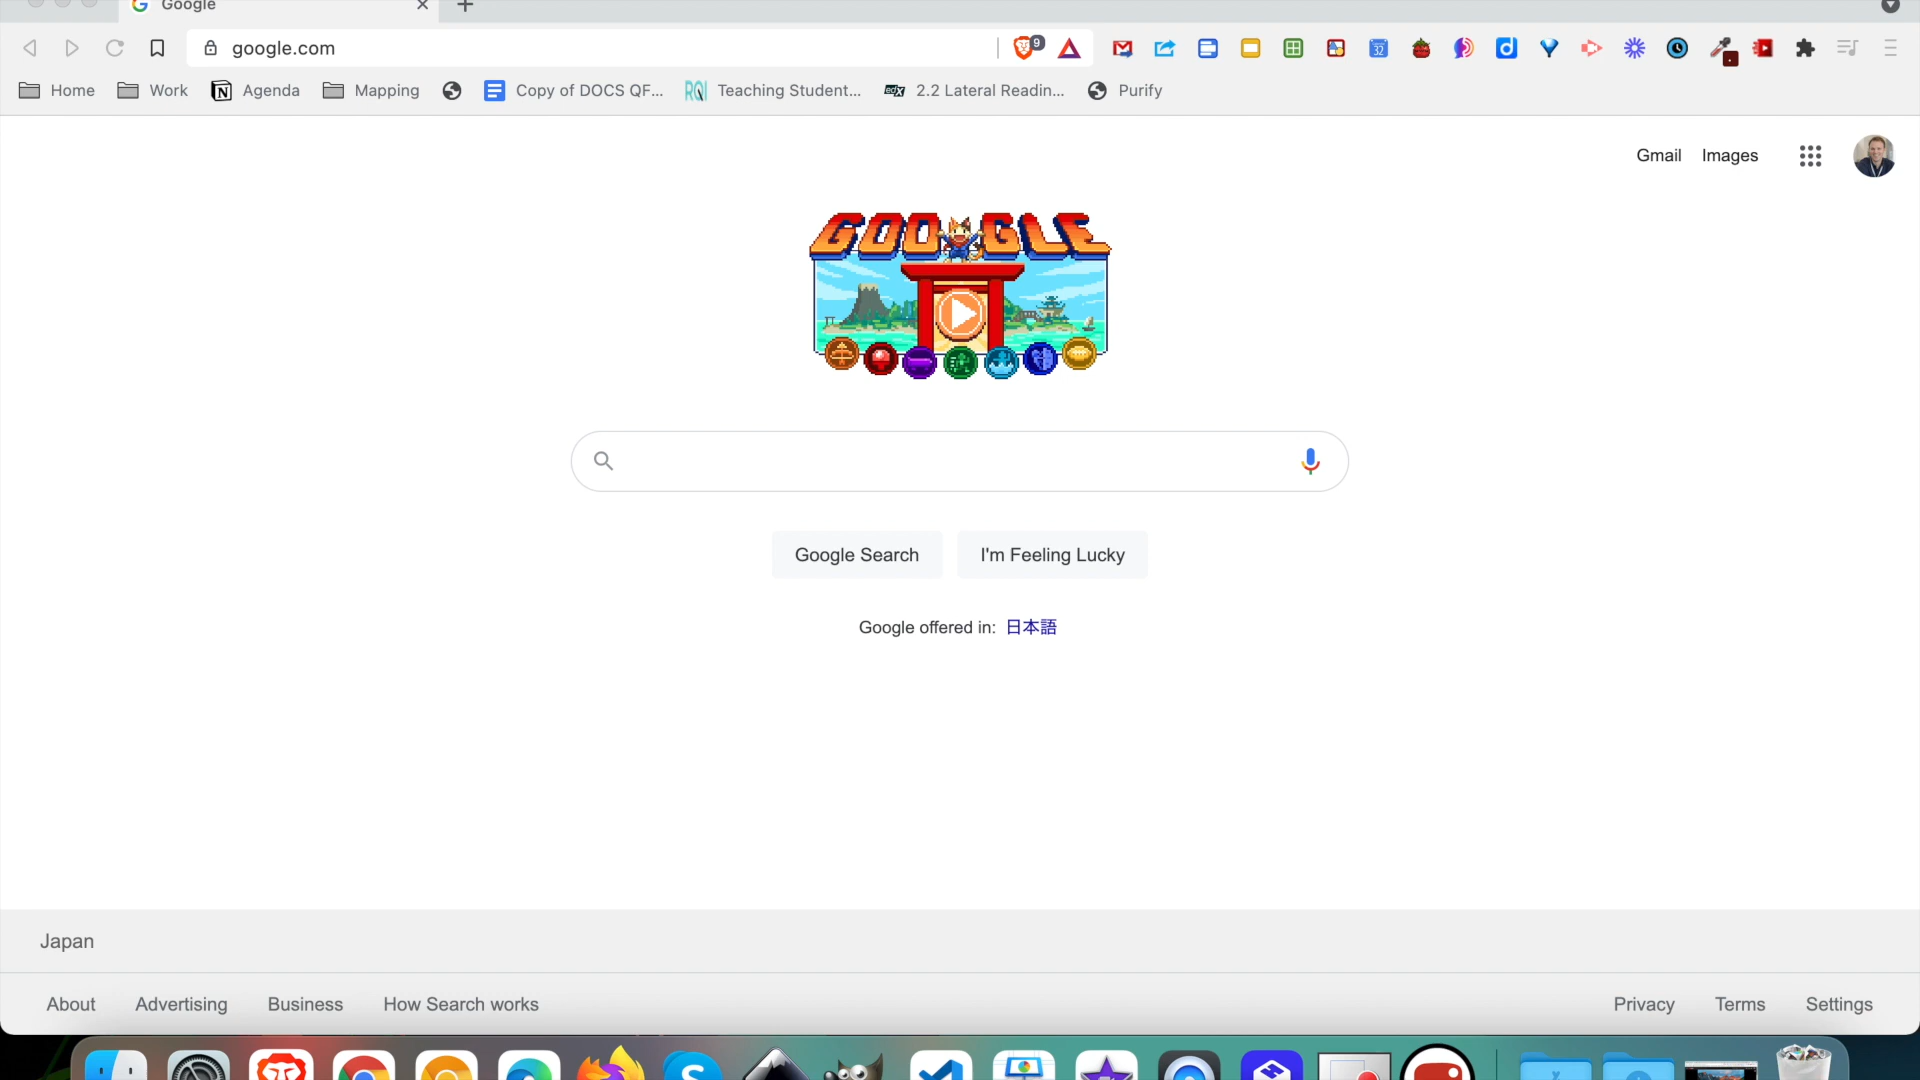 Google
google.com
9
32
Home Work Agenda Mapping Copy of DOCS QF... Teaching Student... 2.2 Lateral Readin... Purify
Gmail Images
GOOGLE
Google Search I'm Feeling Lucky
Google offered in: 日本語
Japan
About Advertising Business How Search works Privacy Terms Settings